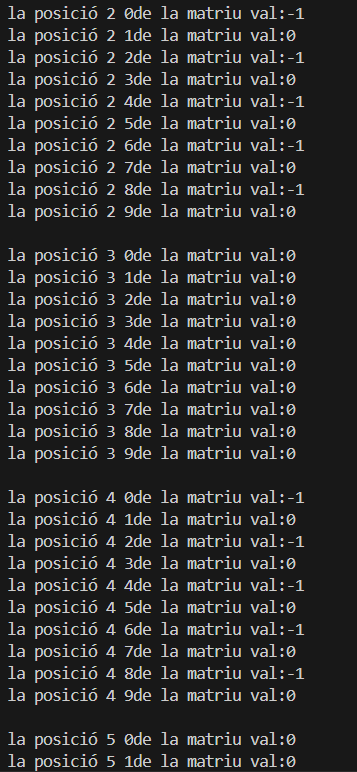 la posició 2 0de la matriu val:-1
la posició 2 1de la matriu val:0
la posició 2 2de la matriu val:-1
la posició 2 3de la matriu val:0
la posició 2 4de la matriu val:-1
la posició 2 5de la matriu val:0
la posició 2 6de la matriu val:-1
la posició 2 7de la matriu val:0
la posició 2 8de la matriu val:-1
la posició 2 9de la matriu val:0

la posició 3 0de la matriu val:0
la posició 3 1de la matriu val:0
la posició 3 2de la matriu val:0
la posició 3 3de la matriu val:0
la posició 3 4de la matriu val:0
la posició 3 5de la matriu val:0
la posició 3 6de la matriu val:0
la posició 3 7de la matriu val:0
la posició 3 8de la matriu val:0
la posició 3 9de la matriu val:0

la posició 4 0de la matriu val:-1
la posició 4 1de la matriu val:0
la posició 4 2de la matriu val:-1
la posició 4 3de la matriu val:0
la posició 4 4de la matriu val:-1
la posició 4 5de la matriu val:0
la posició 4 6de la matriu val:-1
la posició 4 7de la matriu val:0
la posició 4 8de la matriu val:-1
la posició 4 9de la matriu val:0

la posició 5 0de la matriu val:0
la posició 5 1de la matriu val:0